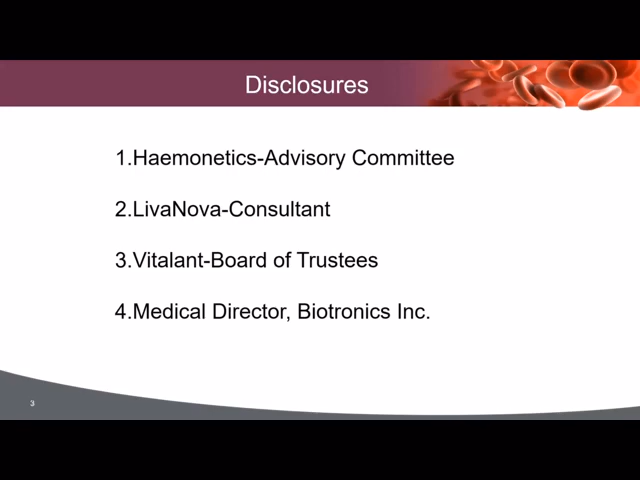 Disclosures
1.Haemonetics-Advisory Committee
2.LivaNova-Consultant
3.Vitalant-Board of Trustees
4.Medical Director, Biotronics Inc.
3